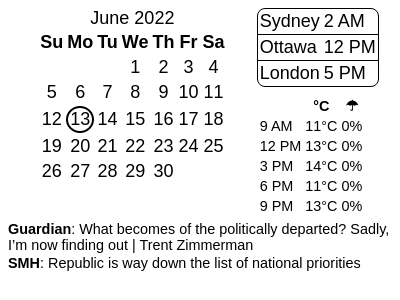 June 2022
Su Mo Tu We Th Fr Sa
1 2 3 4
5 6 7 8 9 10 11
12 13 14 15 16 17 18
19 20 21 22 23 24 25
26 27 28 29 30
Sydney 2 AM
Ottawa 12 PM
London 5 PM
°C ☂
9 AM 11°C 0%
12 PM 13°C 0%
3 PM 14°C 0%
6 PM 11°C 0%
9 PM 13°C 0%
Guardian: What becomes of the politically departed? Sadly,
I’m now finding out | Trent Zimmerman
SMH: Republic is way down the list of national priorities